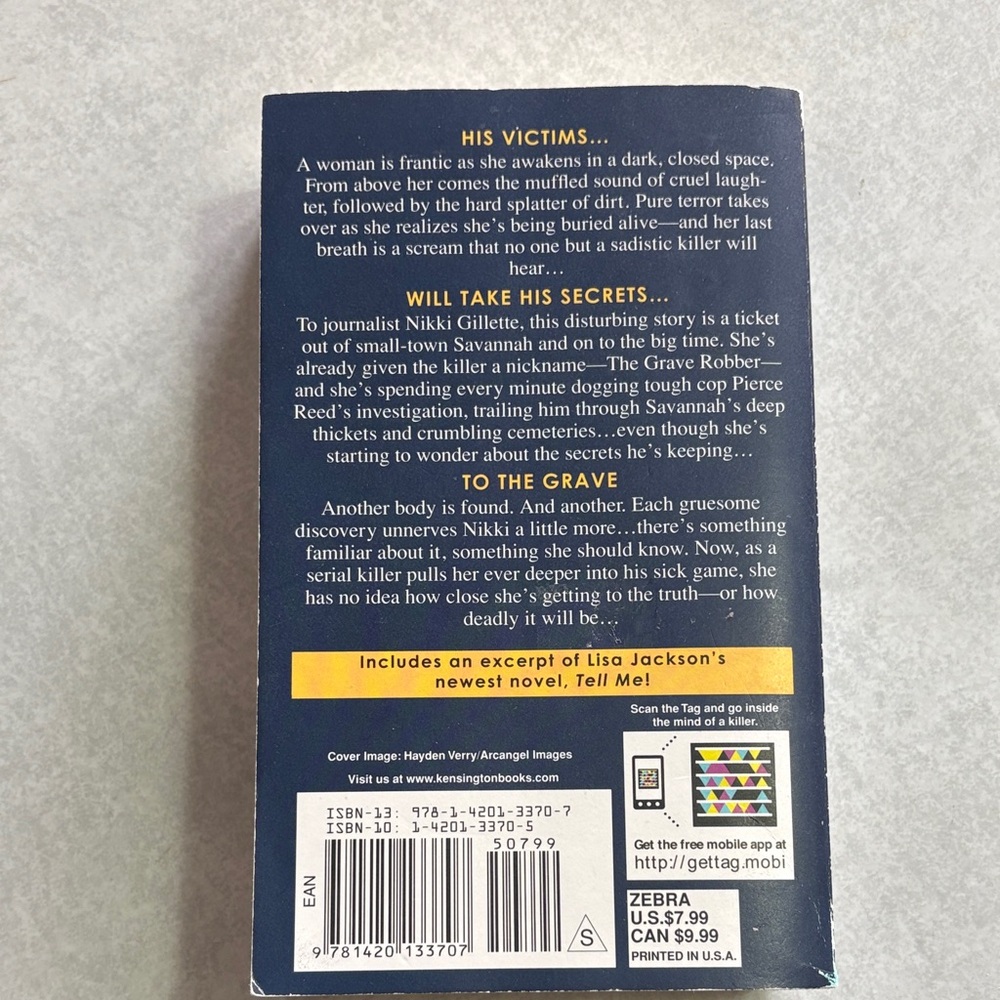 HIS VICTIMS...
A woman is frantic as she awakens in a dark, closed space.
From above her comes the muffled sound of cruel laugh-
ter, followed by the hard splatter of dirt. Pure terror takes
over as she realizes she's being buried alive—and her last
breath is a scream that no one but a sadistic killer will
hear...
WILL TAKE HIS SECRETS...
To journalist Nikki Gillette, this disturbing story is a ticket
out of small-town Savannah and on to the big time. She's
already given the killer a nickname—The Grave Robber—
and she's spending every minute dogging tough cop Pierce
Reed's investigation, trailing him through Savannah's deep
thickets and crumbling cemeteries...even though she's
starting to wonder about the secrets he's keeping...
TO THE GRAVE
Another body is found. And another. Each gruesome
discovery unnerves Nikki a little more...there's something
familiar about it, something she should know. Now, as a
serial killer pulls her ever deeper into his sick game, she
has no idea how close she's getting to the truth—or how
deadly it will be...
Includes an excerpt of Lisa Jackson's
newest novel, Tell Me!
Scan the Tag and go inside
the mind of a killer.
Cover Image: Hayden Verry/Arcangel Images
Visit us at www.kensingtonbooks.com
ISBN-13: 978-1-4201-3370-7
ISBN-10: 1-4201-3370-5
50799
EAN
9 781420 133707
S
Get the free mobile app at
http://gettag.mobi
ZEBRA
U.S.$7.99
CAN $9.99
PRINTED IN U.S.A.